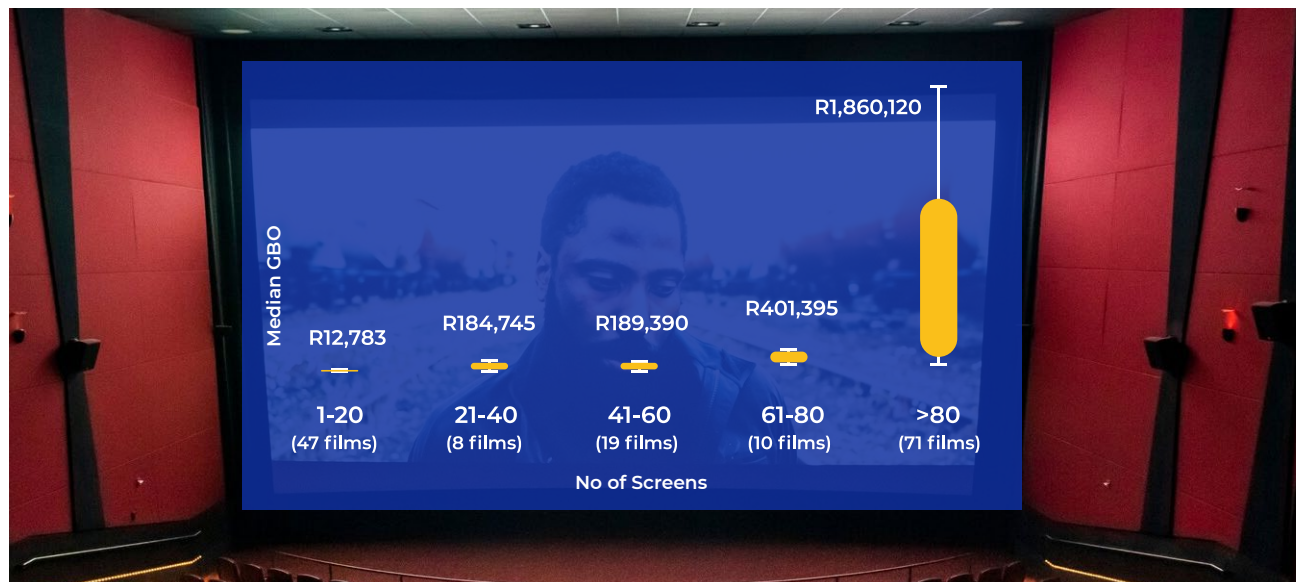 R1,860,120
Median GBO
R12,783
R184,745
R189,390
R401,395
1-20
(47 films)
21-40
(8 films)
41-60
(19 films)
61-80
(10 films)
>80
(71 films)
No of Screens